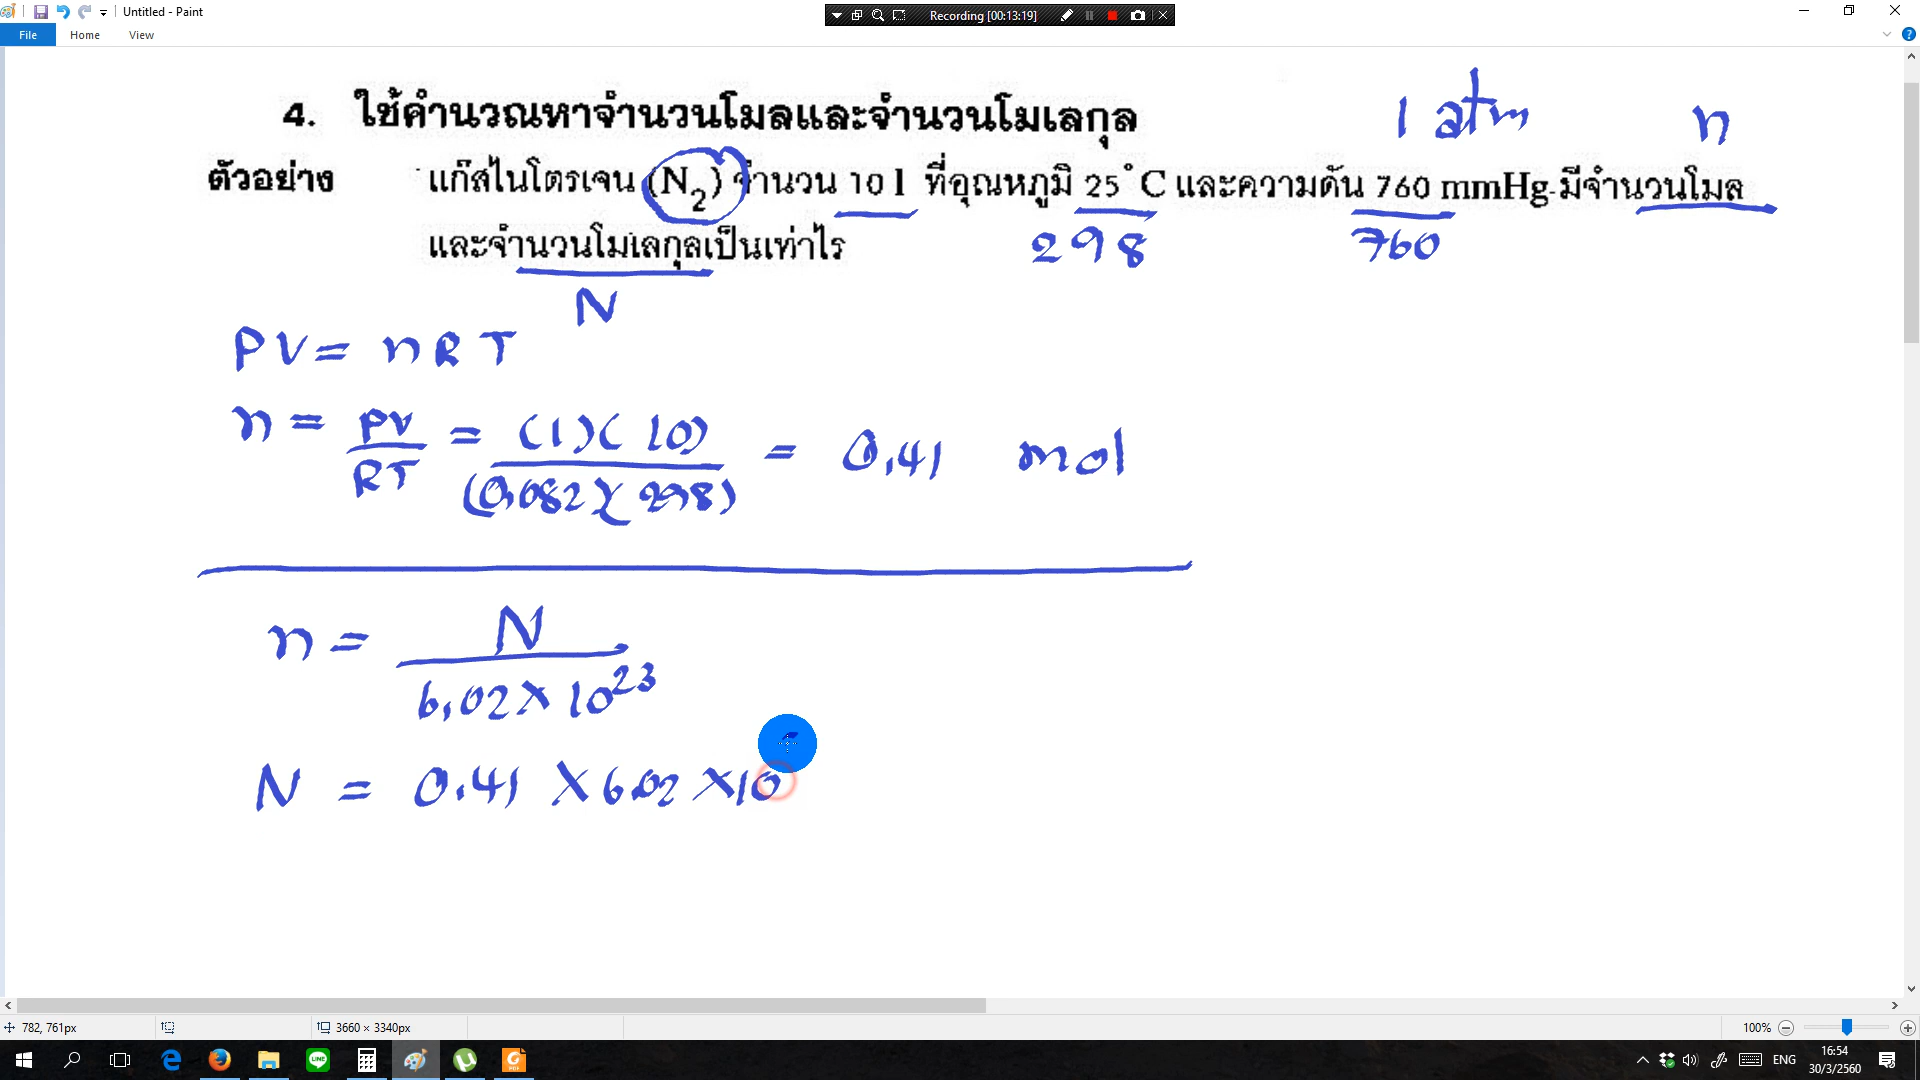 Untitled - Paint
Recording [00:13:19]
File Home View
4. ใช้คำนวณหาจำนวนโมลและจำนวนโมเลกุล
1 atm n
ตัวอย่าง แก๊สไนโตรเจน (N₂) จำนวน 10 l ที่อุณหภูมิ 25°C และความดัน 760 mmHg มีจำนวนโมล
และจำนวนโมเลกุลเป็นเท่าไร
298 760
N
PV = nRT
n = PV/RT = (1)(10)/(0.082)(298) = 0.41 mol
n = N/6.02 × 10²³
N = 0.41 × 6.02 × 10
782, 761px 3660 × 3340px 100%
ENG 16:54
30/3/2560